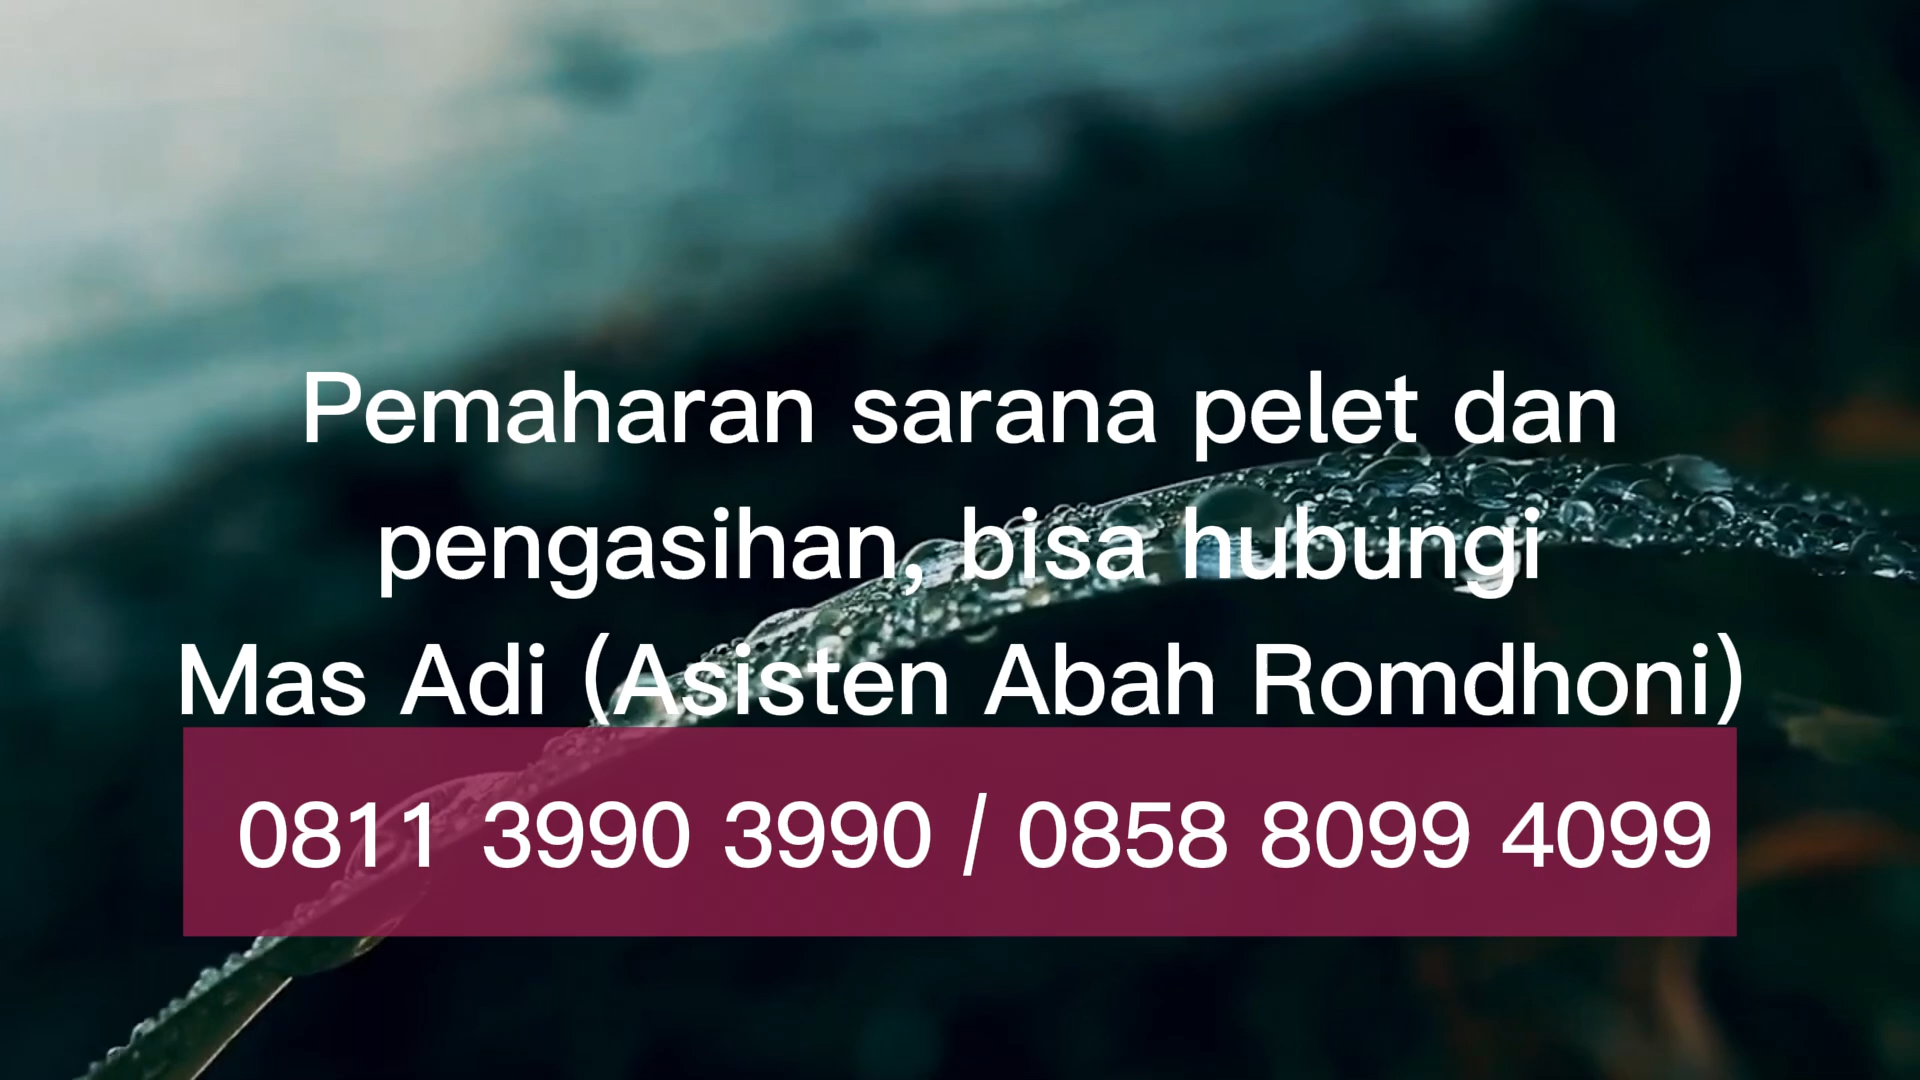 Pemaharan sarana pelet dan
pengasihan, bisa hubungi
Mas Adi (Asisten Abah Romdhoni)
0811 3990 3990 / 0858 8099 4099